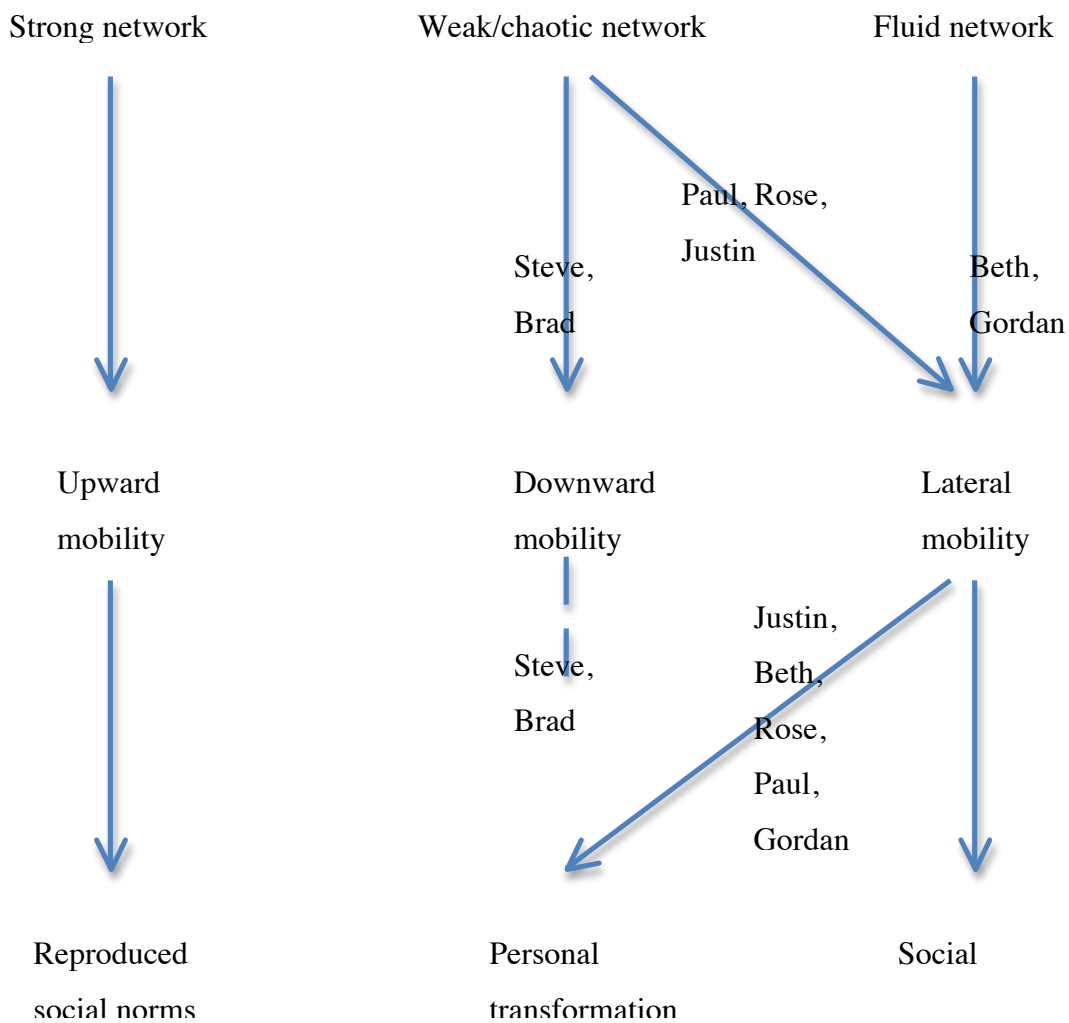 Strong network
Weak/chaotic network
Fluid network
Paul, Rose,
Justin
Steve,
Brad
Beth,
Gordan
Upward
mobility
Downward
mobility
Lateral
mobility
Justin,
Beth,
Rose,
Paul,
Gordan
Steve,
Brad
Reproduced
social norms
Personal
transformation
Social